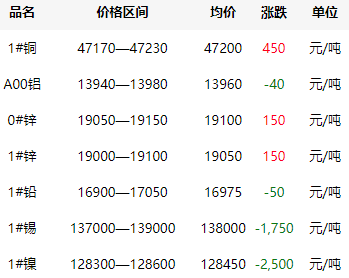 品名 价格区间 均价 涨跌 单位
1#铜 47170—47230 47200 450 元/吨
A00铝 13940—13980 13960 -40 元/吨
0#锌 19050—19150 19100 150 元/吨
1#锌 19000—19100 19050 150 元/吨
1#铅 16900—17050 16975 -50 元/吨
1#锡 137000—139000 138000 -1,750 元/吨
1#镍 128300—128600 128450 -2,500 元/吨